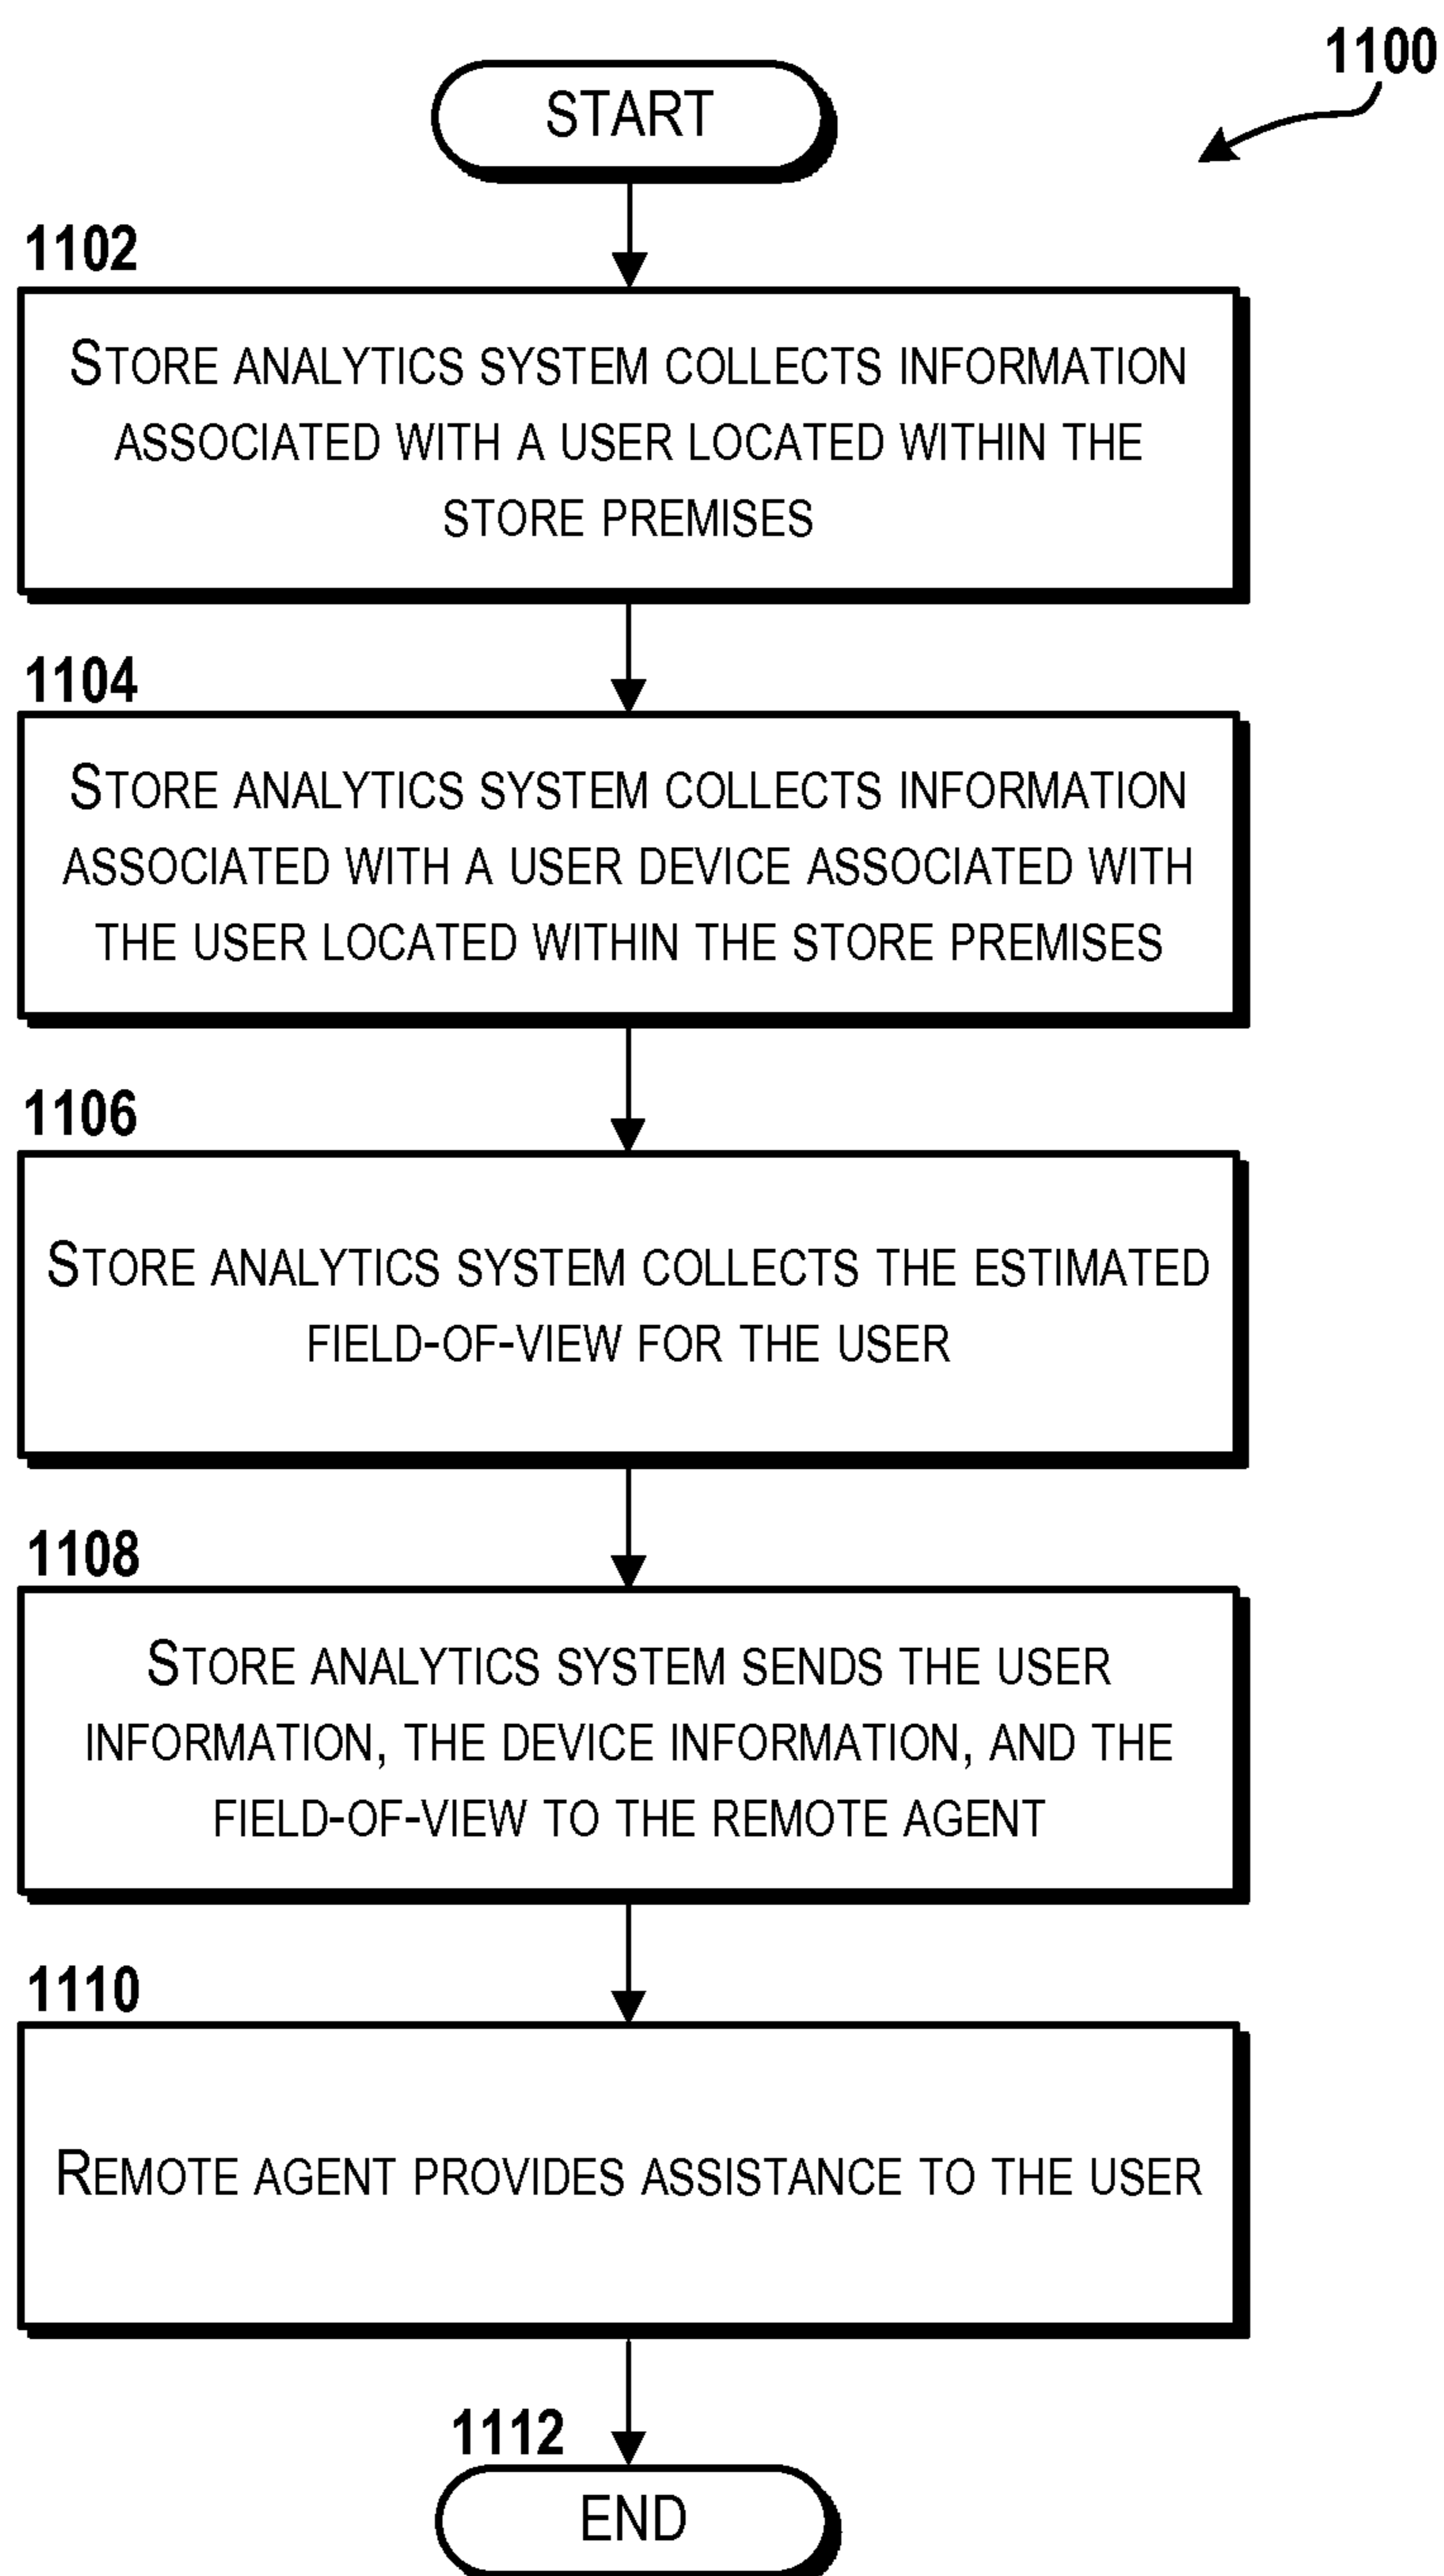 1100
START
1102
STORE ANALYTICS SYSTEM COLLECTS INFORMATION
ASSOCIATED WITH A USER LOCATED WITHIN THE
STORE PREMISES
1104
STORE ANALYTICS SYSTEM COLLECTS INFORMATION
ASSOCIATED WITH A USER DEVICE ASSOCIATED WITH
THE USER LOCATED WITHIN THE STORE PREMISES
1106
STORE ANALYTICS SYSTEM COLLECTS THE ESTIMATED
FIELD-OF-VIEW FOR THE USER
1108
STORE ANALYTICS SYSTEM SENDS THE USER
INFORMATION, THE DEVICE INFORMATION, AND THE
FIELD-OF-VIEW TO THE REMOTE AGENT
1110
REMOTE AGENT PROVIDES ASSISTANCE TO THE USER
1112
END